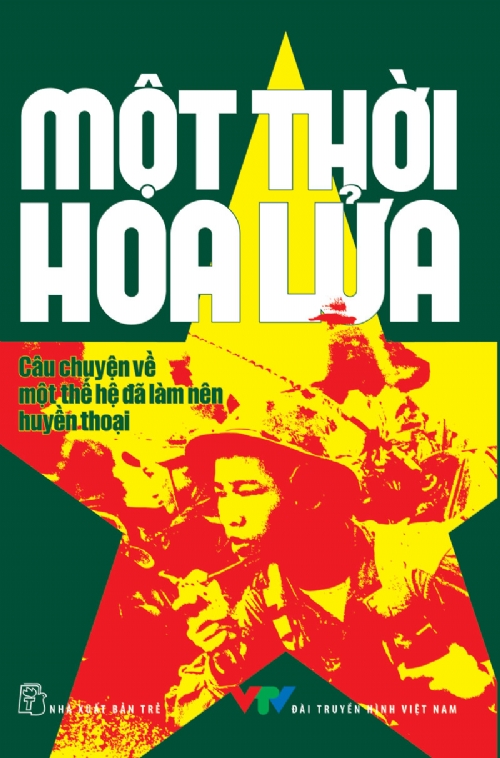 MỘT THỜI
HOA LỬA
Câu chuyện về
một thế hệ đã làm nên
huyền thoại
NHÀ XUẤT BẢN TRẺ
VTV ĐÀI TRUYỀN HÌNH VIỆT NAM